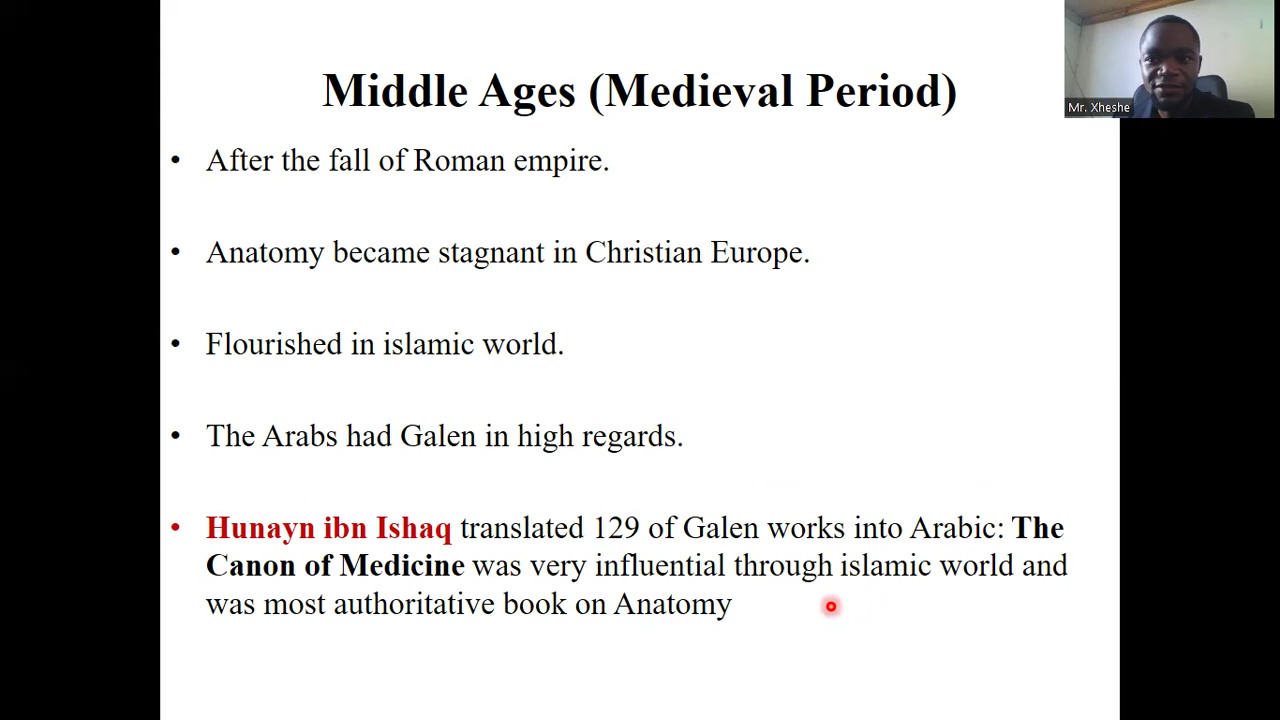 Middle Ages (Medieval Period)
Mr. Xheshe
• After the fall of Roman empire.
• Anatomy became stagnant in Christian Europe.
• Flourished in islamic world.
• The Arabs had Galen in high regards.
• Hunayn ibn Ishaq translated 129 of Galen works into Arabic: The
Canon of Medicine was very influential through islamic world and
was most authoritative book on Anatomy